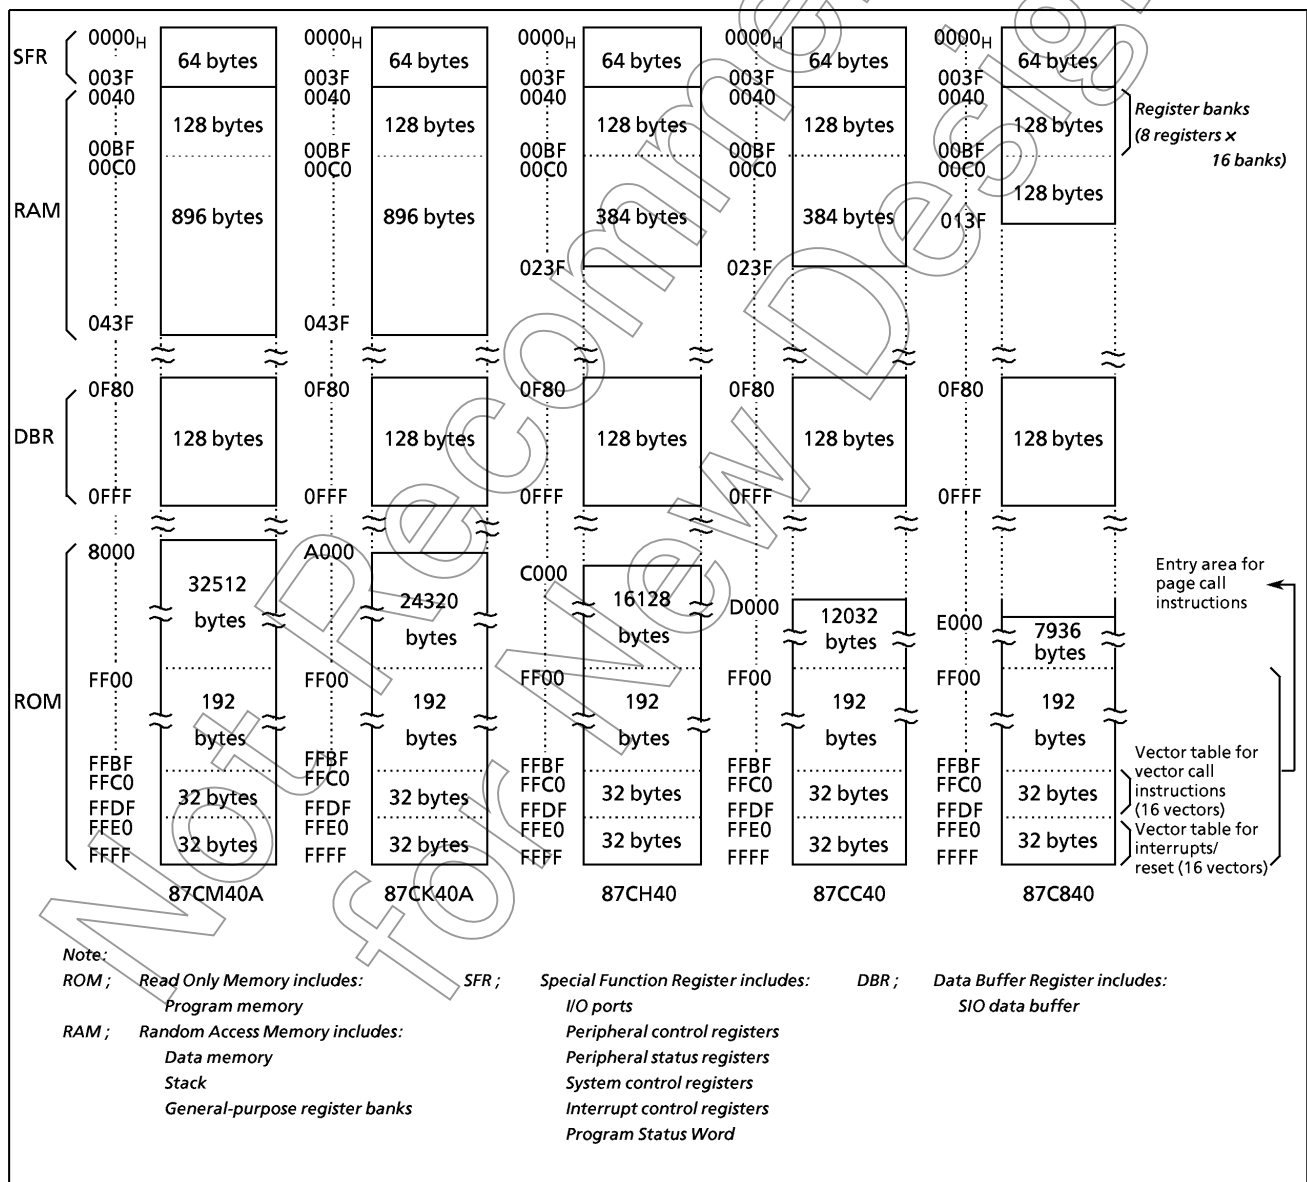 SFR
RAM
DBR
ROM
0000H
003F
0040
00BF
00C0
043F
0F80
0FFF
8000
FF00
FFBF
FFC0
FFDF
FFE0
FFFF
64 bytes
128 bytes
896 bytes
128 bytes
32512
bytes
192
bytes
32 bytes
32 bytes
87CM40A
0000H
003F
0040
00BF
00C0
043F
0F80
0FFF
A000
FF00
FFBF
FFC0
FFDF
FFE0
FFFF
64 bytes
128 bytes
896 bytes
128 bytes
24320
bytes
192
bytes
32 bytes
32 bytes
87CK40A
0000H
003F
0040
00BF
00C0
023F
0F80
0FFF
C000
FF00
FFBF
FFC0
FFDF
FFE0
FFFF
64 bytes
128 bytes
384 bytes
128 bytes
16128
bytes
192
bytes
32 bytes
32 bytes
87CH40
0000H
003F
0040
00BF
00C0
023F
0F80
0FFF
D000
FF00
FFBF
FFC0
FFDF
FFE0
FFFF
64 bytes
128 bytes
384 bytes
128 bytes
12032
bytes
192
bytes
32 bytes
32 bytes
87CC40
0000H
003F
0040
00BF
00C0
013F
0F80
0FFF
E000
FF00
FFBF
FFC0
FFDF
FFE0
FFFF
64 bytes
128 bytes
128 bytes
128 bytes
7936
bytes
192
bytes
32 bytes
32 bytes
87C840
Register banks
(8 registers ×
16 banks)
Entry area for
page call
instructions
Vector table for
vector call
instructions
(16 vectors)
Vector table for
interrupts/
reset (16 vectors)
Note:
ROM ; Read Only Memory includes:
Program memory
RAM ; Random Access Memory includes:
Data memory
Stack
General-purpose register banks
SFR ; Special Function Register includes:
I/O ports
Peripheral control registers
Peripheral status registers
System control registers
Interrupt control registers
Program Status Word
DBR ; Data Buffer Register includes:
SIO data buffer
Not
for New